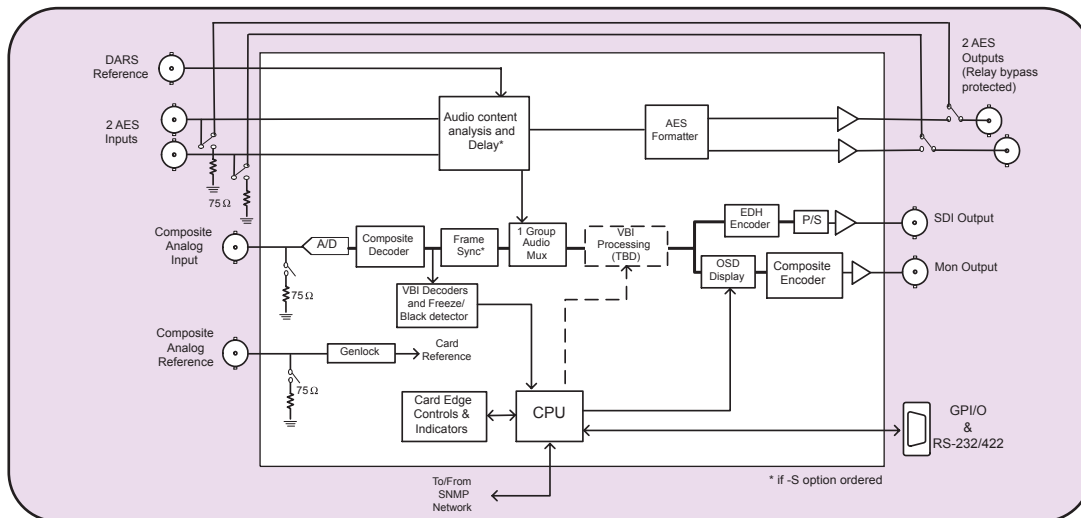 DARS
Reference
2 AES
Inputs
75 Ω
Composite
Analog
Input
75 Ω
Composite
Analog
Reference
75 Ω
Audio content
analysis and
Delay*
AES
Formatter
2 AES
Outputs
(Relay bypass
protected)
A/D
Composite
Decoder
Frame
Sync*
1 Group
Audio
Mux
VBI
Processing
(TBD)
EDH
Encoder
P/S
SDI Output
OSD
Display
Composite
Encoder
Mon Output
VBI Decoders
and Freeze/
Black detector
Genlock
Card
Reference
Card Edge
Controls &
Indicators
CPU
GPI/O
&
RS-232/422
To/From
SNMP
Network
* if -S option ordered